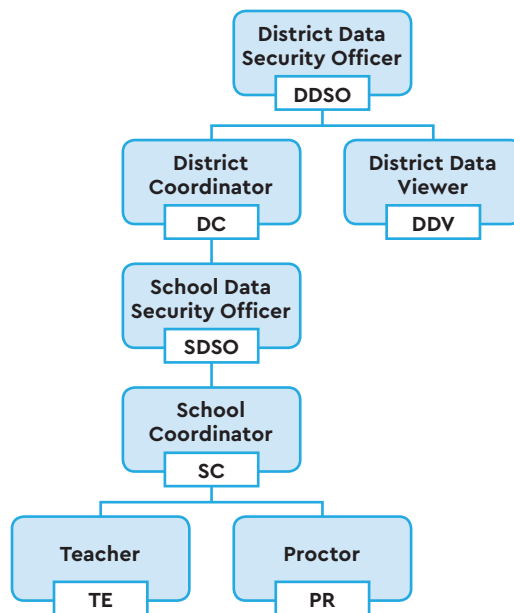 District Data
Security Officer
DDSO
District
Coordinator
DC
District Data
Viewer
DDV
School Data
Security Officer
SDSO
School
Coordinator
SC
Teacher
TE
Proctor
PR